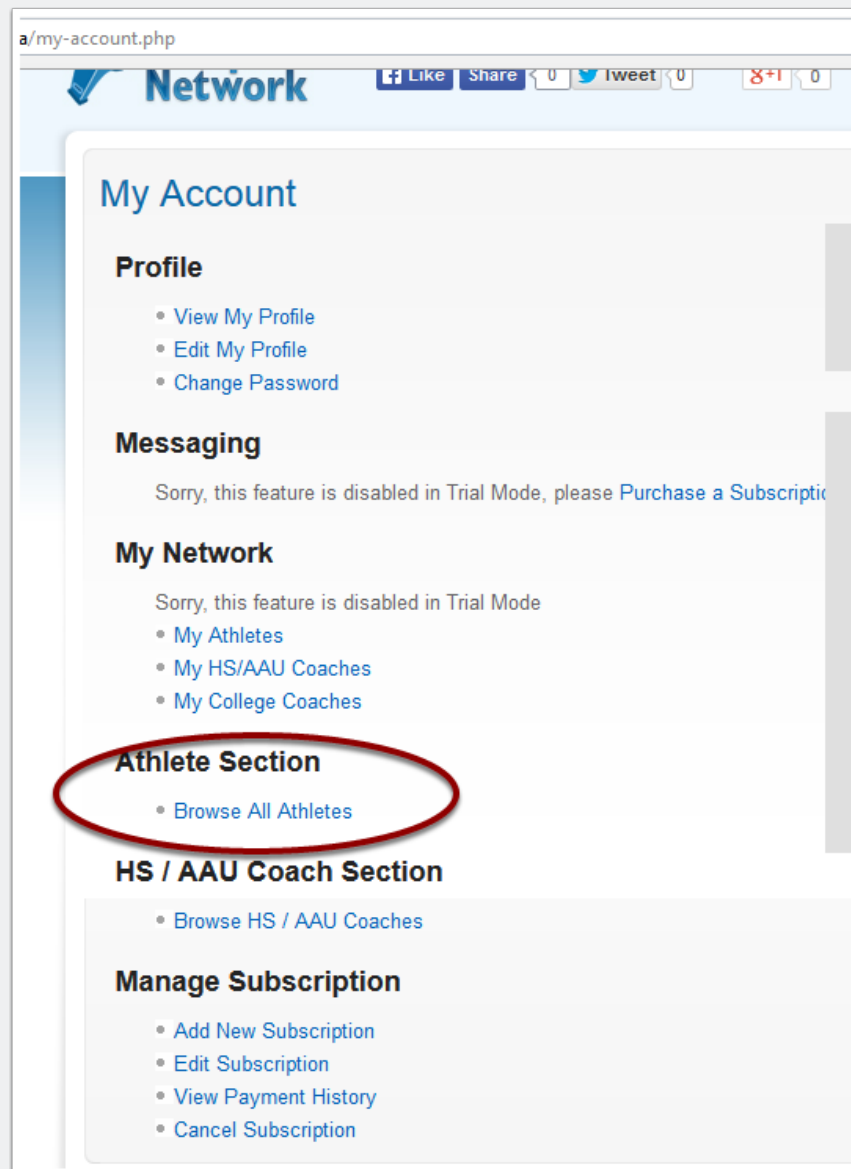 a/my-account.php
Network
Like Share 0 Tweet 0 8+1 0
My Account
Profile
View My Profile
Edit My Profile
Change Password
Messaging
Sorry, this feature is disabled in Trial Mode, please Purchase a
My Network
Sorry, this feature is disabled in Trial Mode
My Athletes
My HS/AAU Coaches
My College Coaches
Athlete Section
Browse All Athletes
HS / AAU Coach Section
Browse HS / AAU Coaches
Manage Subscription
Add New Subscription
Edit Subscription
View Payment History
Cancel Subscription